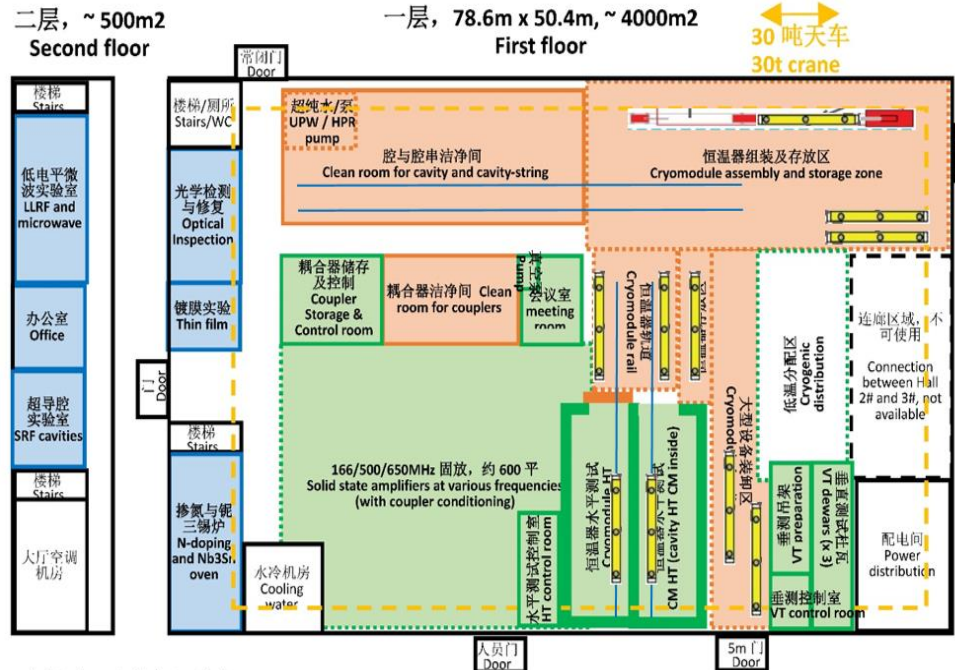 二层，~ 500m2
Second floor
一层，78.6m x 50.4m, ~ 4000m2
First floor
30 吨天车
30t crane
常闭门
Door
楼梯
Stairs
低电平微
波实验室
LLRF and
microwave
办公室
Office
超导腔
实验室
SRF cavities
楼梯
Stairs
大厅空调
机房
楼梯/厕所
Stairs/WC
光学检测
与修复
Optical
Inspection
镀膜实验
Thin film
门
Door
楼梯
Stairs
掺氮与铌
三锡炉
N-doping
and Nb3Sn
oven
水冷机房
Cooling
water
超纯水/泵
UPW / HPR
pump
腔与腔串洁净间
Clean room for cavity and cavity-string
恒温器组装及存放区
Cryomodule assembly and storage zone
耦合器储存
及控制
Coupler
Storage &
Control room
耦合器洁净间 Clean
room for couplers
Pump
会议室
meeting
room
恒温器轨道
Cryomodule rail
大型设备装卸区
低温分配区
Cryogenic
distribution
连廊区域，不
可使用
Connection
between Hall
2# and 3#, not
available
166/500/650MHz 固放，约 600 平
Solid state amplifiers at various frequencies
(with coupler conditioning)
水平测试控制室
HT control room
恒温器水平测试
Cryomodule HT
CM HT (cavity HT CM inside)
垂测吊架
VT preparation
垂直测试杜瓦
VT dewars (x 3)
垂测控制室
VT control room
配电间
Power
distribution
人员门
Door
5m 门
Door